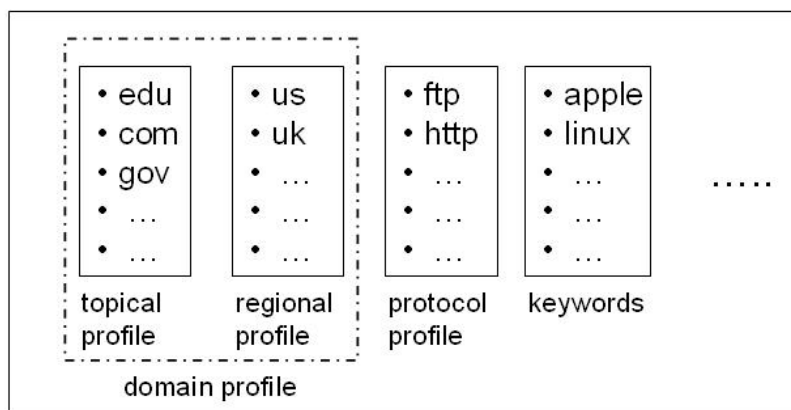 • edu
• com
• gov
• ...
• ...
topical
profile
• us
• uk
• ...
• ...
• ...
regional
profile
domain profile
• ftp
• http
• ...
• ...
• ...
protocol
profile
• apple
• linux
• ...
• ...
• ...
keywords
.....